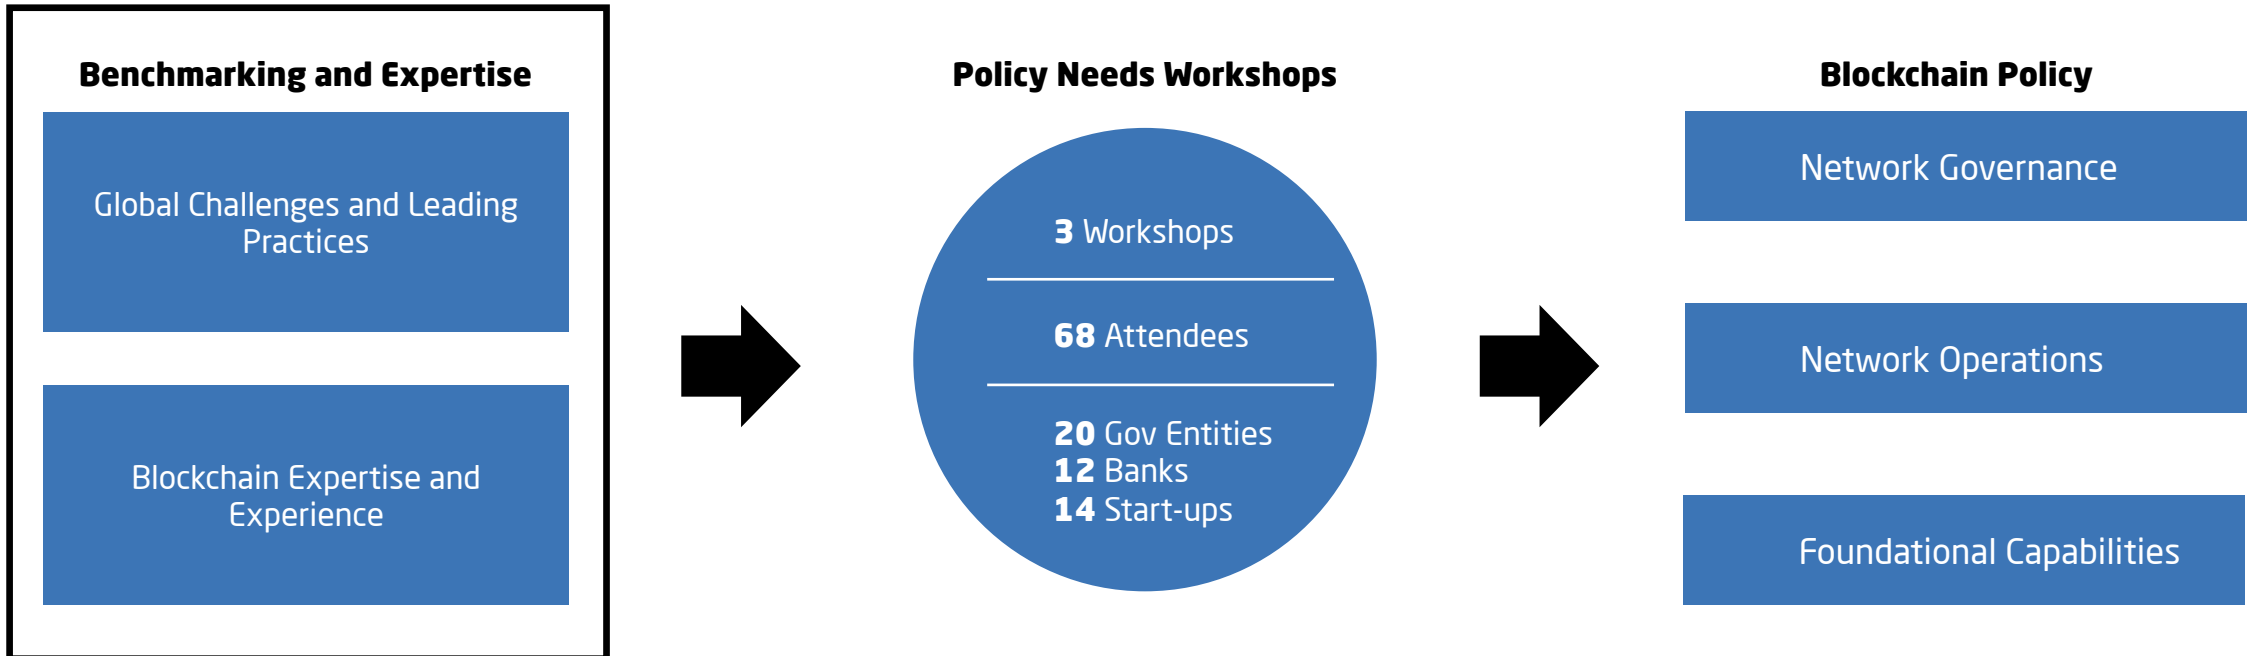 Benchmarking and Expertise
Global Challenges and Leading
Practices
Blockchain Expertise and
Experience
Policy Needs Workshops
3 Workshops
68 Attendees
20 Gov Entities
12 Banks
14 Start-ups
Blockchain Policy
Network Governance
Network Operations
Foundational Capabilities